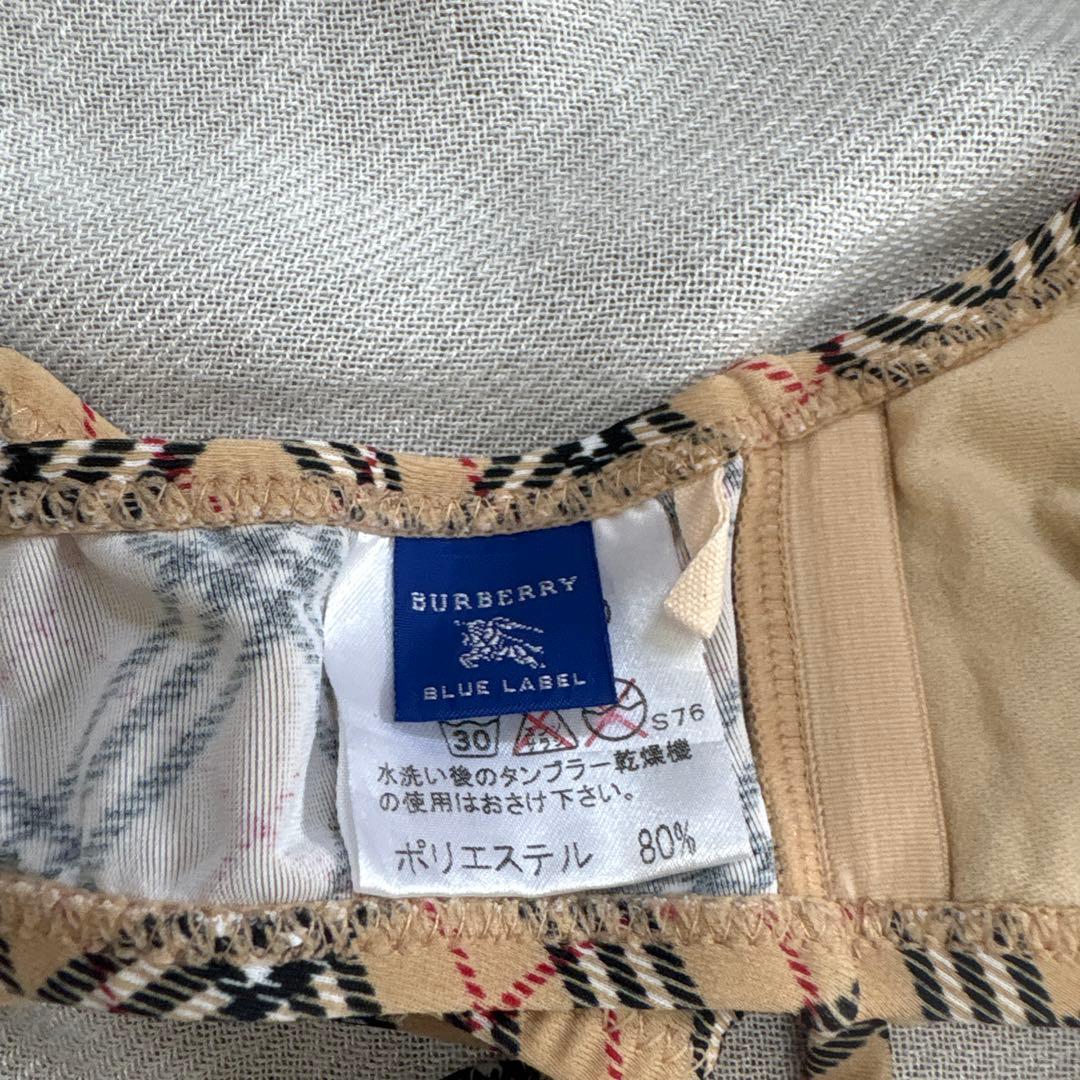 BURBERRY
BLUE LABEL
30 S76
水洗い後のタンブラー乾燥機
の使用はおさけ下さい。
ポリエステル 80%